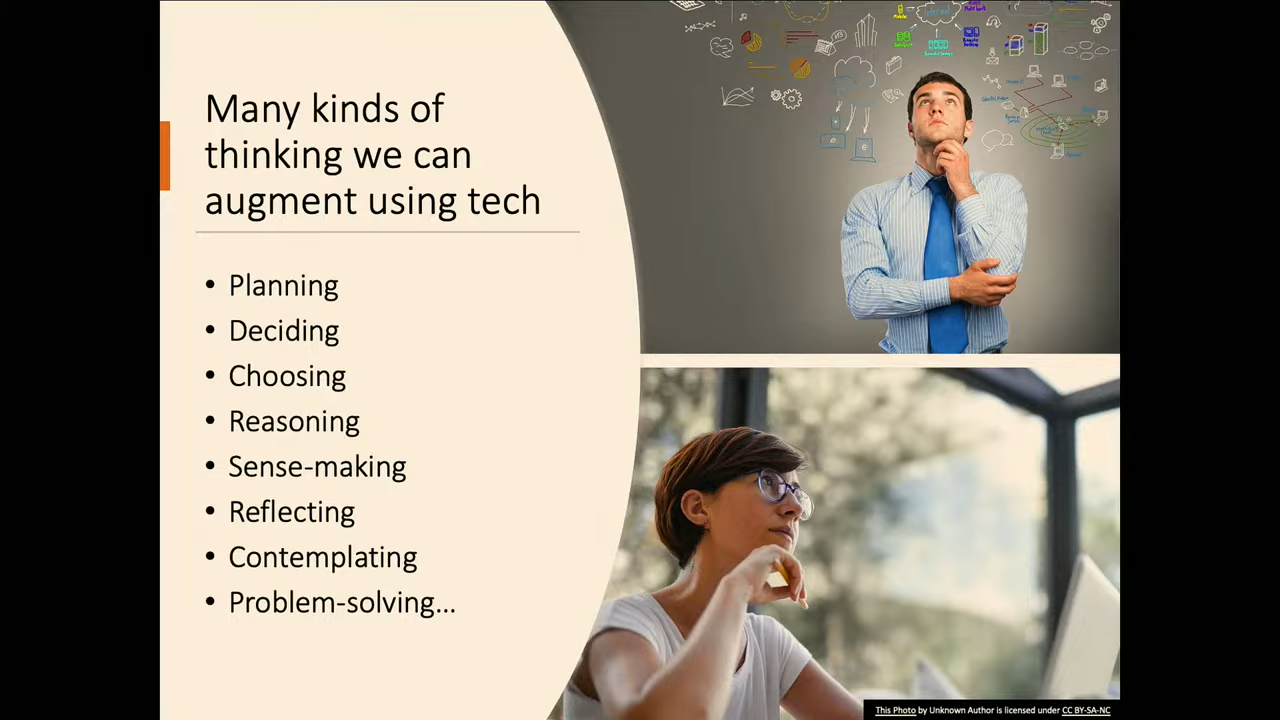 Many kinds of
thinking we can
augment using tech
• Planning
• Deciding
• Choosing
• Reasoning
• Sense-making
• Reflecting
• Contemplating
• Problem-solving...
This Photo by Unknown Author is licensed under CC BY-SA-NC